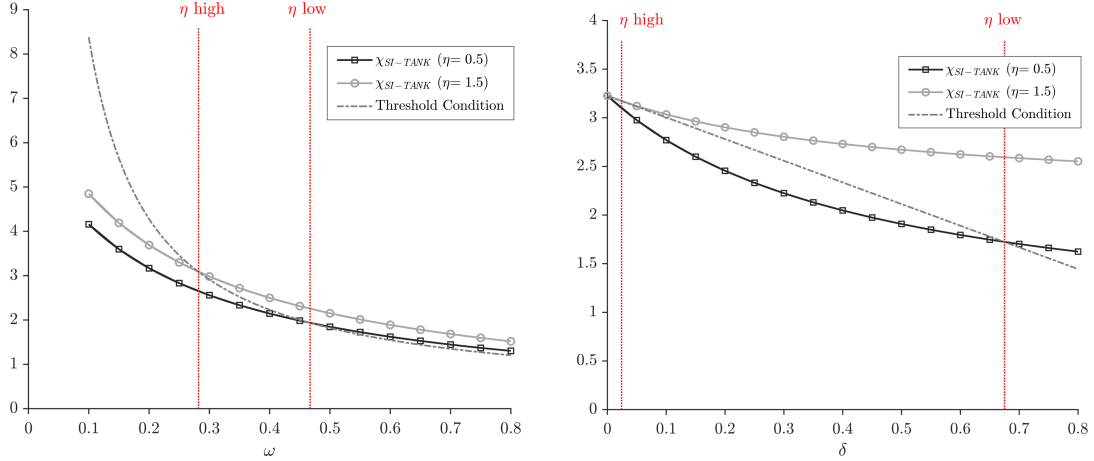 η high
η low
9
8
7
6
5
4
3
2
1
0
χSI−TANK (η= 0.5)
χSI−TANK (η= 1.5)
Threshold Condition
0 0.1 0.2 0.3 0.4 0.5 0.6 0.7 0.8
ω
η high
η low
4
3.5
3
2.5
2
1.5
1
0.5
0
χSI−TANK (η= 0.5)
χSI−TANK (η= 1.5)
Threshold Condition
0 0.1 0.2 0.3 0.4 0.5 0.6 0.7 0.8
δ